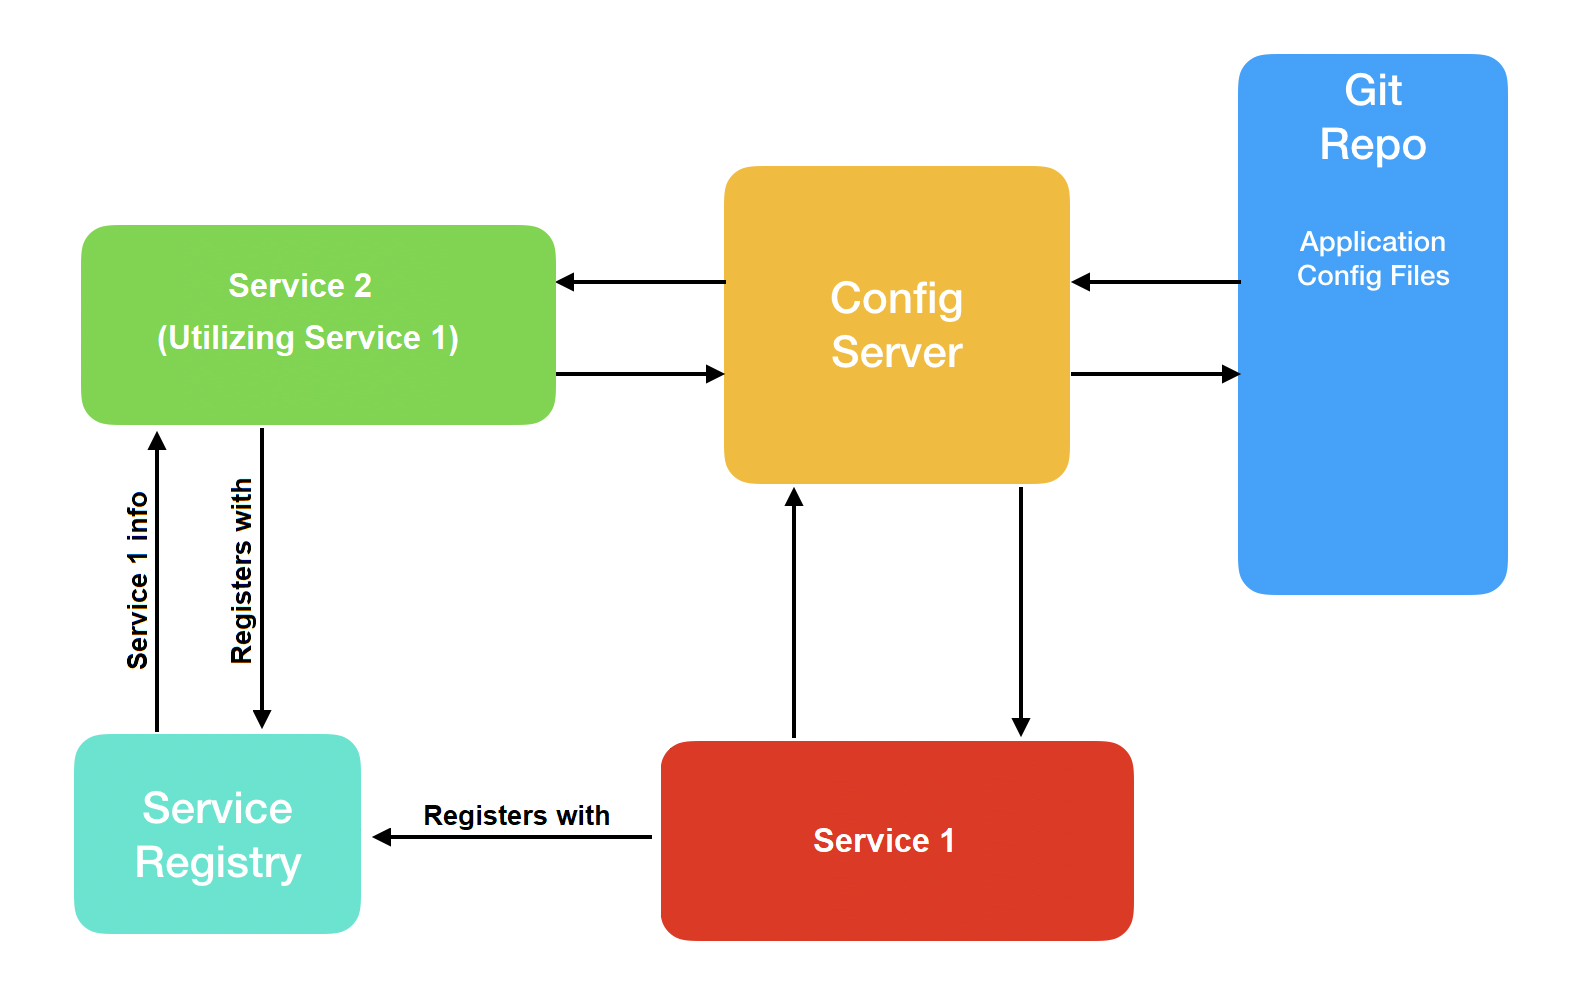 Git
Repo
Application
Config Files
Config
Server
Service 2
(Utilizing Service 1)
Service 1 info
Registers with
Service
Registry
Registers with
Service 1